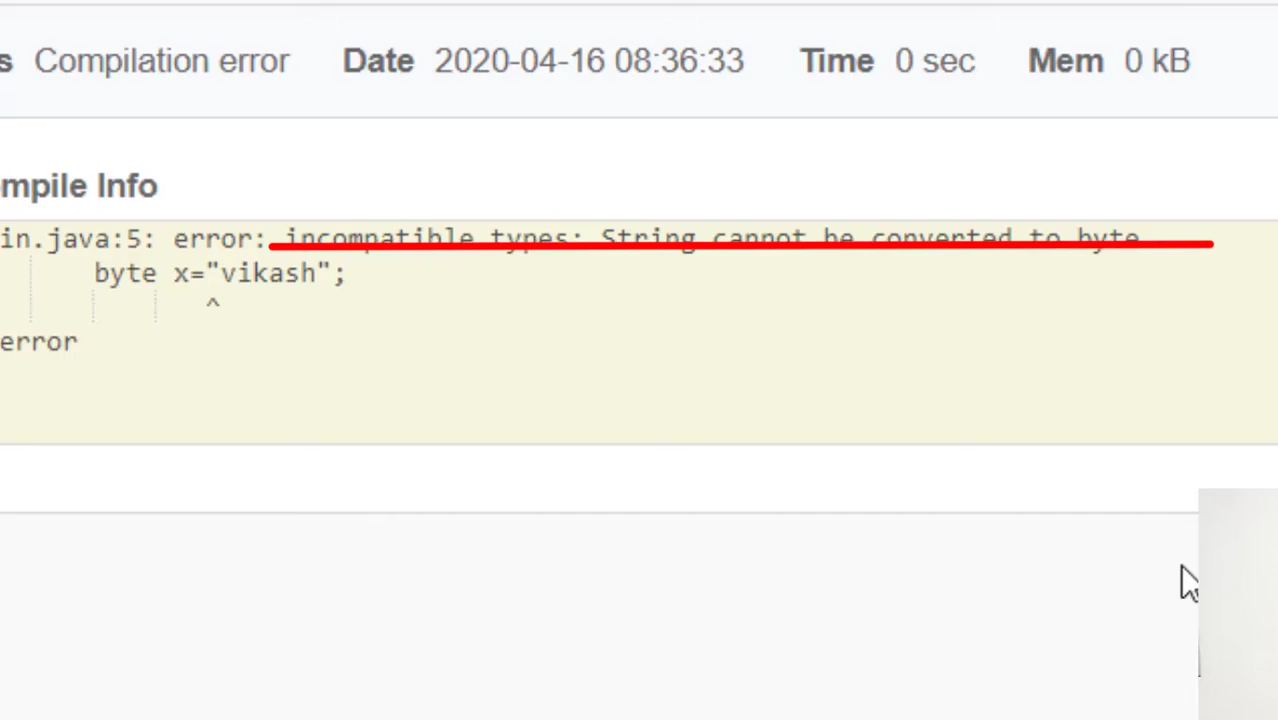 s Compilation error Date 2020-04-16 08:36:33 Time 0 sec Mem 0 kB
mpile Info
in.java:5: error: incompatible types: String cannot be converted to byte
byte x="vikash";
^
error